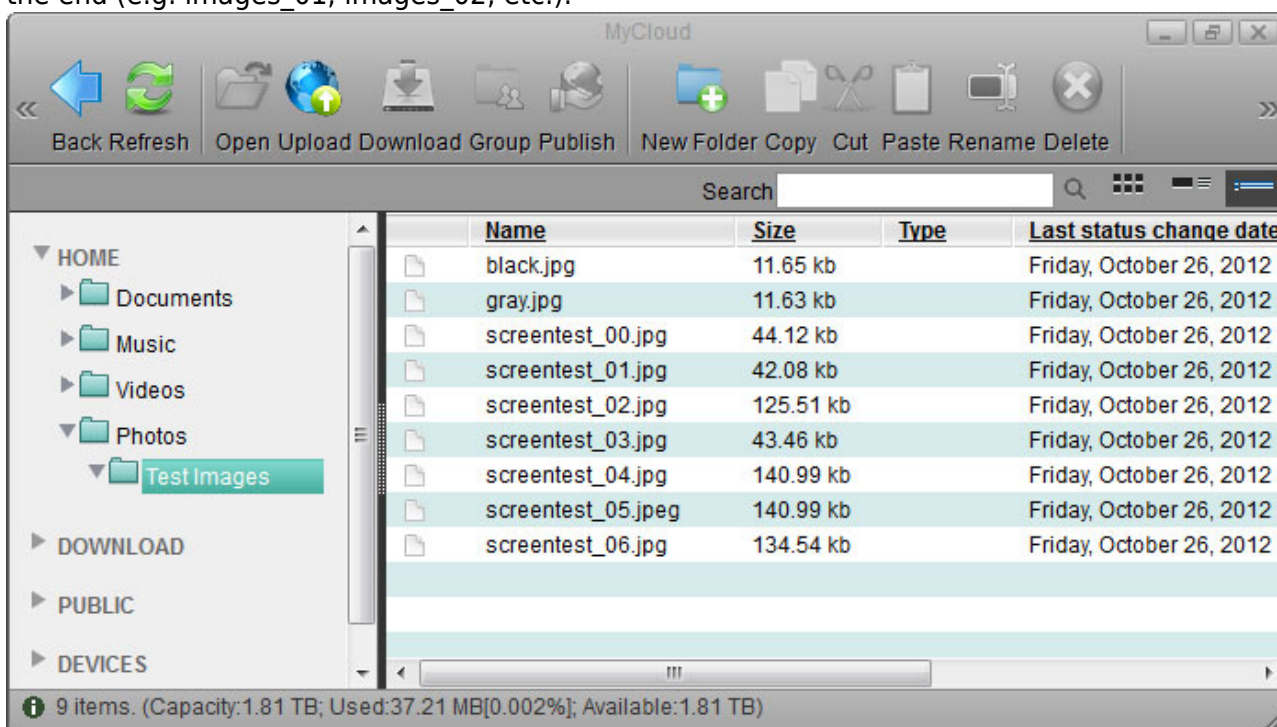 the end (e.g. images_01, images_02, etc.).
MyCloud
Back Refresh Open Upload Download Group Publish New Folder Copy Cut Paste Rename Delete
Search
Name Size Type Last status change date
HOME
Documents
Music
Videos
Photos
Test Images
DOWNLOAD
PUBLIC
DEVICES
black.jpg 11.65 kb Friday, October 26, 2012
gray.jpg 11.63 kb Friday, October 26, 2012
screentest_00.jpg 44.12 kb Friday, October 26, 2012
screentest_01.jpg 42.08 kb Friday, October 26, 2012
screentest_02.jpg 125.51 kb Friday, October 26, 2012
screentest_03.jpg 43.46 kb Friday, October 26, 2012
screentest_04.jpg 140.99 kb Friday, October 26, 2012
screentest_05.jpeg 140.99 kb Friday, October 26, 2012
screentest_06.jpg 134.54 kb Friday, October 26, 2012
9 items. (Capacity:1.81 TB; Used:37.21 MB[0.002%]; Available:1.81 TB)